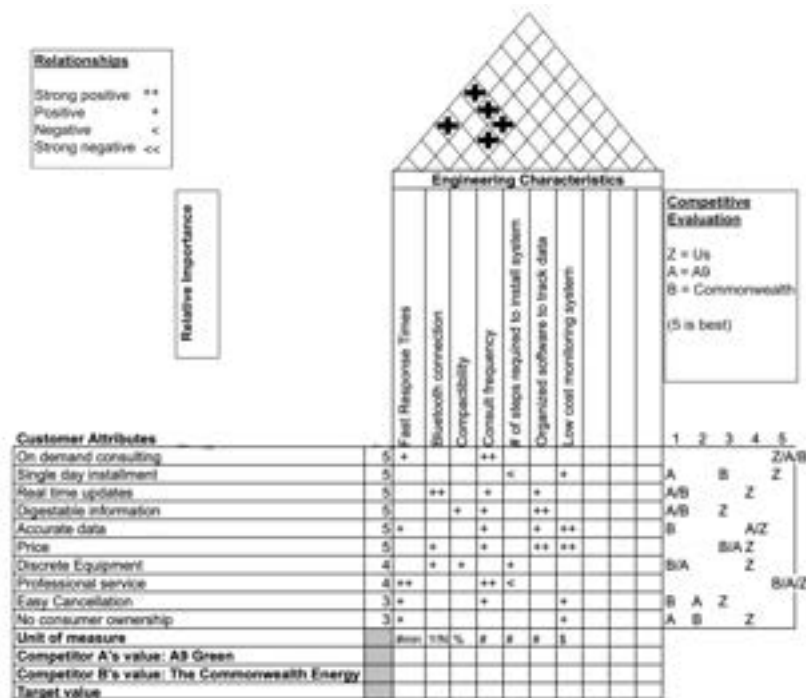 Relationships
Strong positive ++
Positive +
Negative <
Strong negative <<
Engineering Characteristics
Relative Importance
Fast Response Times
Bluetooth connection
Compactibility
Consult frequency
# of steps required to install system
Organized software to track data
Low cost monitoring system
Competitive
Evaluation
Z = Us
A = A9
B = Commonwealth
(5 is best)
Customer Attributes 1 2 3 4 5
On demand consulting 5 + ++ Z/A/B
Single day installment 5 < + A B Z
Real time updates 5 ++ + + A/B Z
Digestable information 5 + + ++ A/B Z
Accurate data 5 + + + ++ B A/Z
Price 5 + + ++ ++ B/A Z
Discrete Equipment 4 + + + B/A Z
Professional service 4 ++ ++ < B/A/Z
Easy Cancellation 3 + + + B A Z
No consumer ownership 3 + + A B Z
Unit of measure % # # # $
Competitor A's value: A9 Green
Competitor B's value: The Commonwealth Energy
Target value